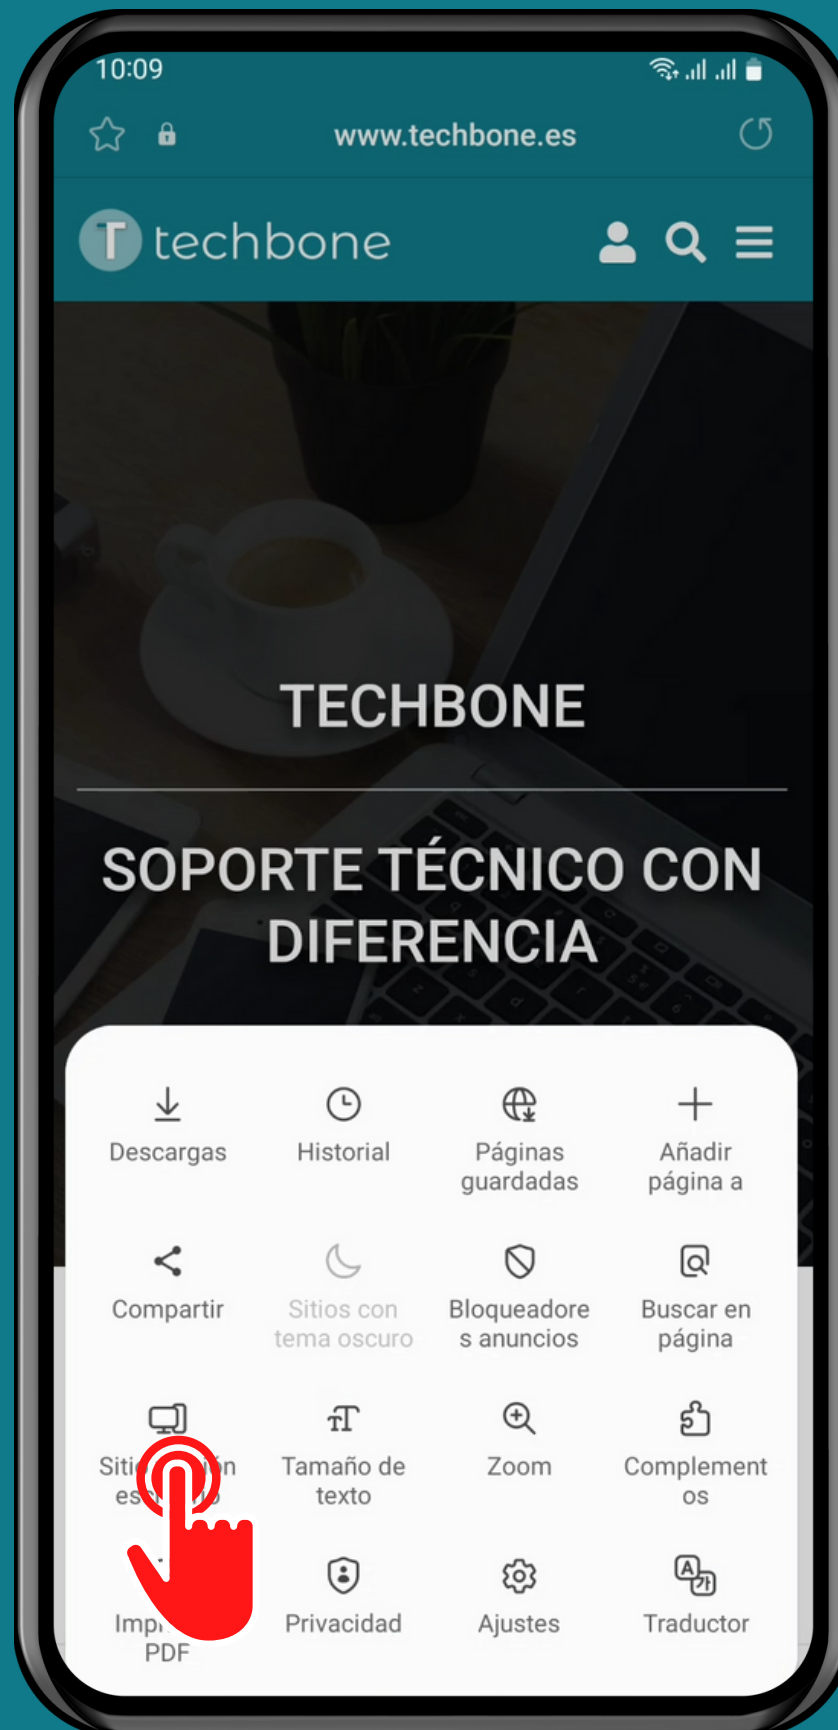 10:09
www.techbone.es
T techbone
TECHBONE
SOPORTE TÉCNICO CON
DIFERENCIA
Descargas
Historial
Páginas
guardadas
Añadir
página a
Compartir
Sitios con
tema oscuro
Bloqueadore
s anuncios
Buscar en
página
Tamaño de
texto
Zoom
Complement
os
PDF
Privacidad
Ajustes
Traductor